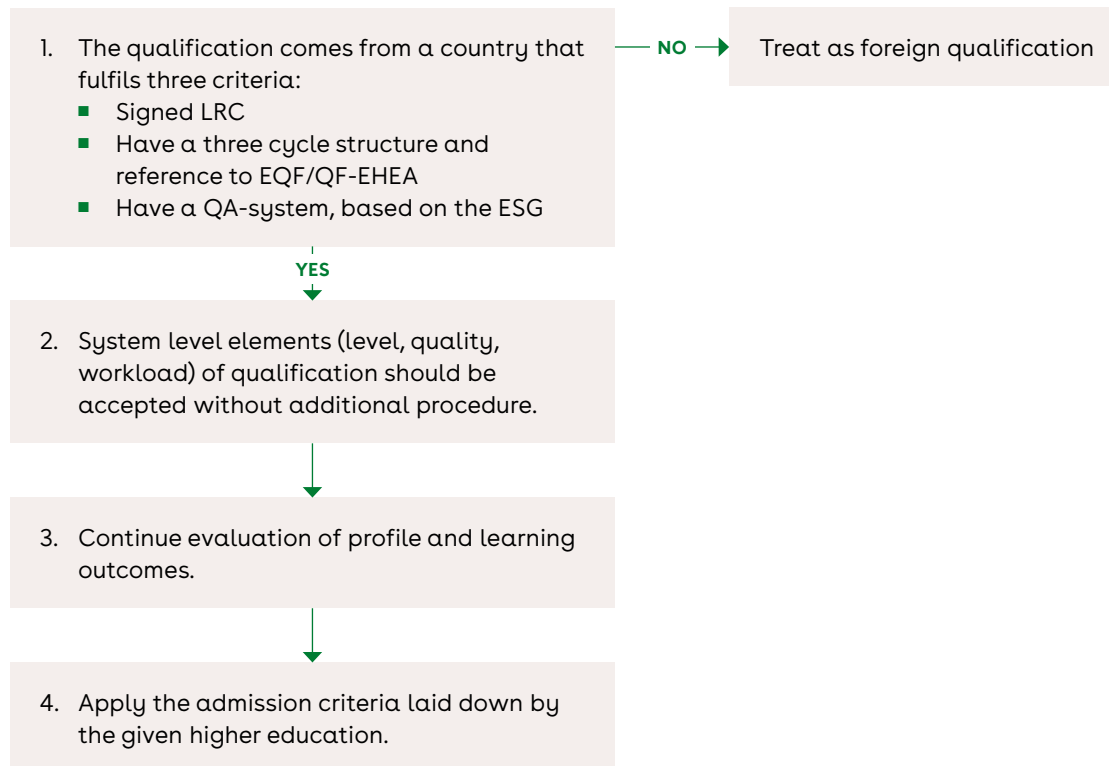 1. The qualification comes from a country that
fulfils three criteria:
■ Signed LRC
■ Have a three cycle structure and
reference to EQF/QF-EHEA
■ Have a QA-system, based on the ESG
NO
Treat as foreign qualification
YES
2. System level elements (level, quality,
workload) of qualification should be
accepted without additional procedure.
3. Continue evaluation of profile and learning
outcomes.
4. Apply the admission criteria laid down by
the given higher education.